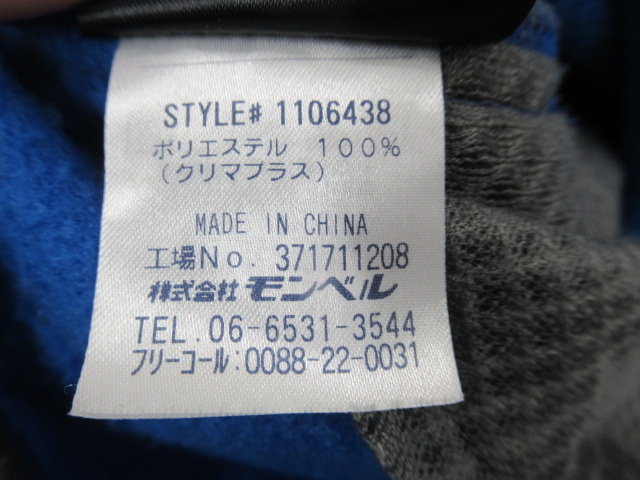 STYLE# 1106438
ポリエステル 100%
(クリマプラス)
MADE IN CHINA
工場No. 371711208
株式会社 モンベル
TEL. 06-6531-3544
フリーコール:0088-22-0031